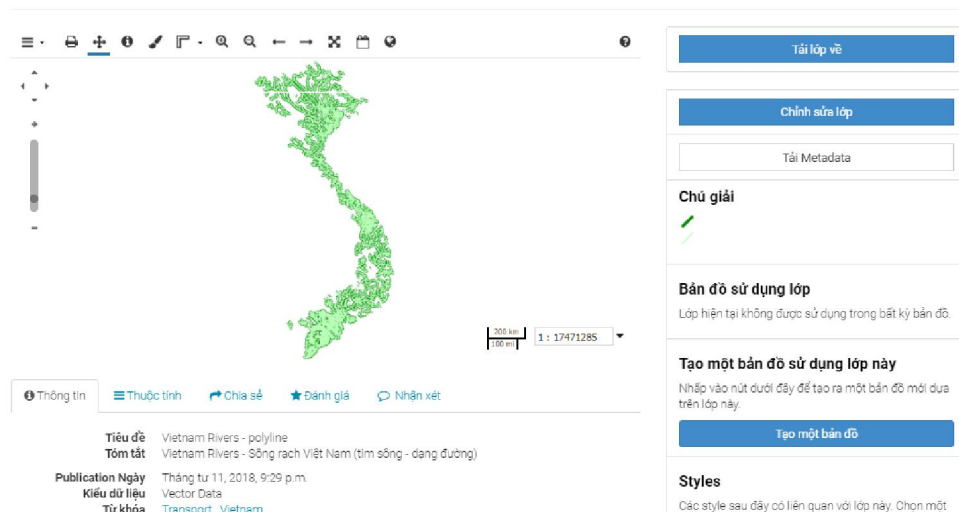 Tải lớp về
Chỉnh sửa lớp
Tải Metadata
Chú giải
Bản đồ sử dụng lớp
Lớp hiện tại không được sử dụng trong bất kỳ bản đồ.
200 km
100 mi
1 : 17471285
Tạo một bản đồ sử dụng lớp này
Nhấp vào nút dưới đây để tạo ra một bản đồ mới dựa
trên lớp này.
Tạo một bản đồ
Thông tin
Thuộc tính
Chia sẻ
Đánh giá
Nhận xét
Tiêu đề Vietnam Rivers - polyline
Tóm tắt Vietnam Rivers - Sông rạch Việt Nam (tim sông - dạng đường)
Publication Ngày Tháng tư 11, 2018, 9:29 p.m.
Kiểu dữ liệu Vector Data
Từ khóa Transport, Vietnam
Styles
Các style sau đây có liên quan với lớp này. Chọn một